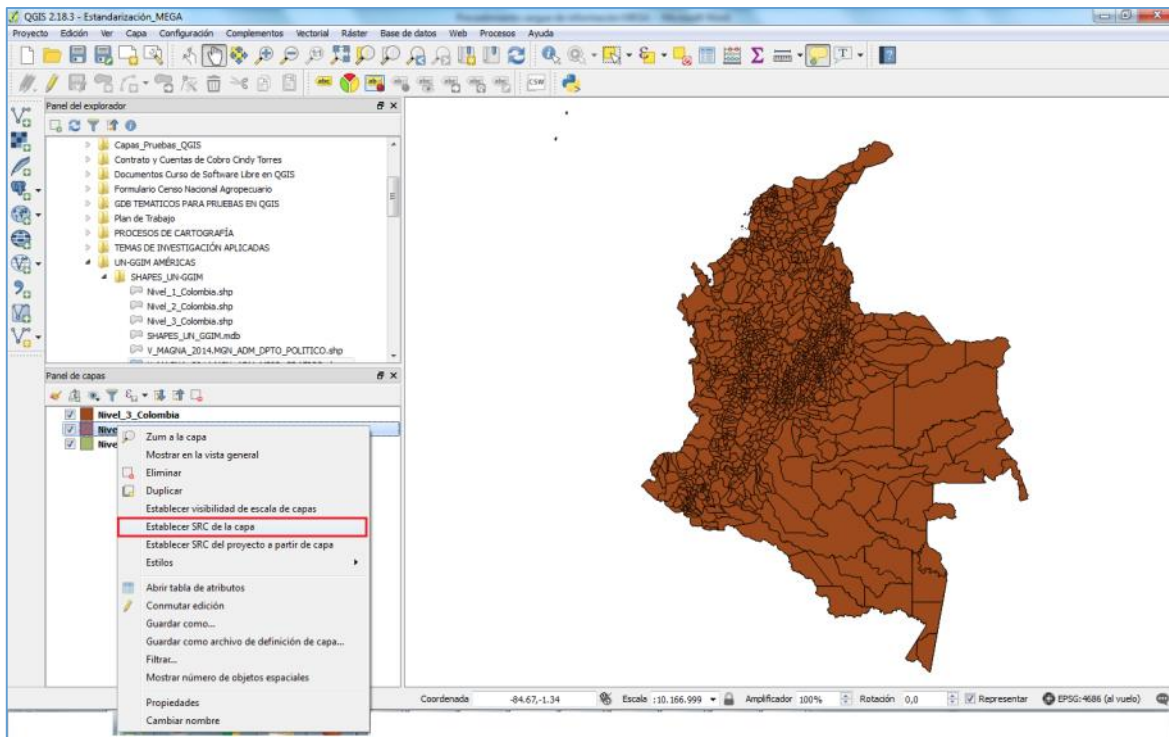 QGIS 2.18.3 - Estandarización_MEGA
Proyecto Edición Ver Capa Configuración Complementos Vectorial Ráster Base de datos Web Procesos Ayuda
CSW
Panel del explorador
Capas_Pruebas_QGIS
Contrato y Cuentas de Cobro Cindy Torres
Documentos Curso de Software Libre en QGIS
Formulario Censo Nacional Agropecuario
GDB TEMATICOS PARA PRUEBAS EN QGIS
Plan de Trabajo
PROCESOS DE CARTOGRAFÍA
TEMAS DE INVESTIGACIÓN APLICADAS
UN-GGIM AMÉRICAS
SHAPES_UN-GGIM
Nivel_1_Colombia.shp
Nivel_2_Colombia.shp
Nivel_3_Colombia.shp
SHAPES_UN_GGIM.mdb
V_MAGNA_2014.MGN_ADM_DPTO_POLITICO.shp
Panel de capas
Nivel_3_Colombia
Nive
Nive
Zum a la capa
Mostrar en la vista general
Eliminar
Duplicar
Establecer visibilidad de escala de capas
Establecer SRC de la capa
Establecer SRC del proyecto a partir de capa
Estilos
Abrir tabla de atributos
Conmutar edición
Guardar como...
Guardar como archivo de definición de capa...
Filtrar...
Mostrar número de objetos espaciales
Propiedades
Cambiar nombre
Coordenada -84.67,-1.34 Escala :10.166.999 Amplificador 100% Rotación 0,0 Representar EPSG:4686 (al vuelo)